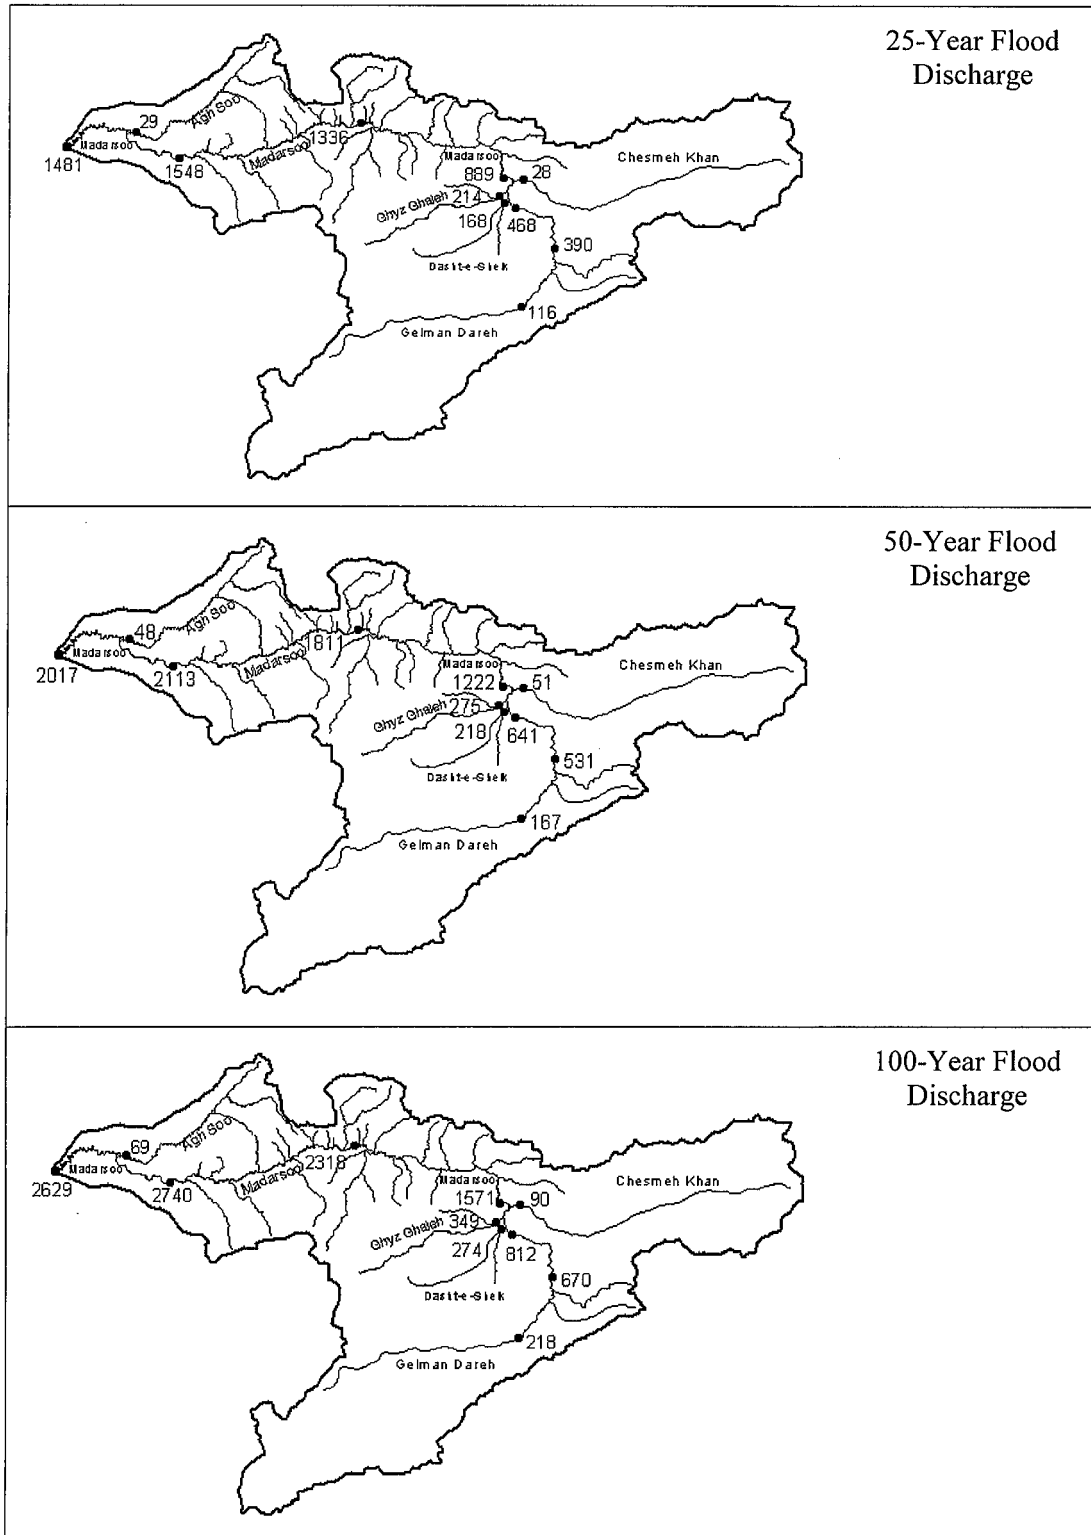 25-Year Flood
Discharge
Agh Soo
29
1336
Madarsoo
Madarsoo
Madarsoo
Chesmeh Khan
1481
1548
889
28
Ghyz Ghaleh
214
168
468
390
Dasht-e-Sheik
116
Gelman Dareh
50-Year Flood
Discharge
Agh Soo
48
1811
Madarsoo
Madarsoo
Madarsoo
Chesmeh Khan
2017
2113
1222
51
Ghyz Ghaleh
275
218
641
531
Dasht-e-Sheik
167
Gelman Dareh
100-Year Flood
Discharge
Agh Soo
69
2318
Madarsoo
Madarsoo
Madarsoo
Chesmeh Khan
2629
2740
1571
90
Ghyz Ghaleh
349
274
812
670
Dasht-e-Sheik
218
Gelman Dareh